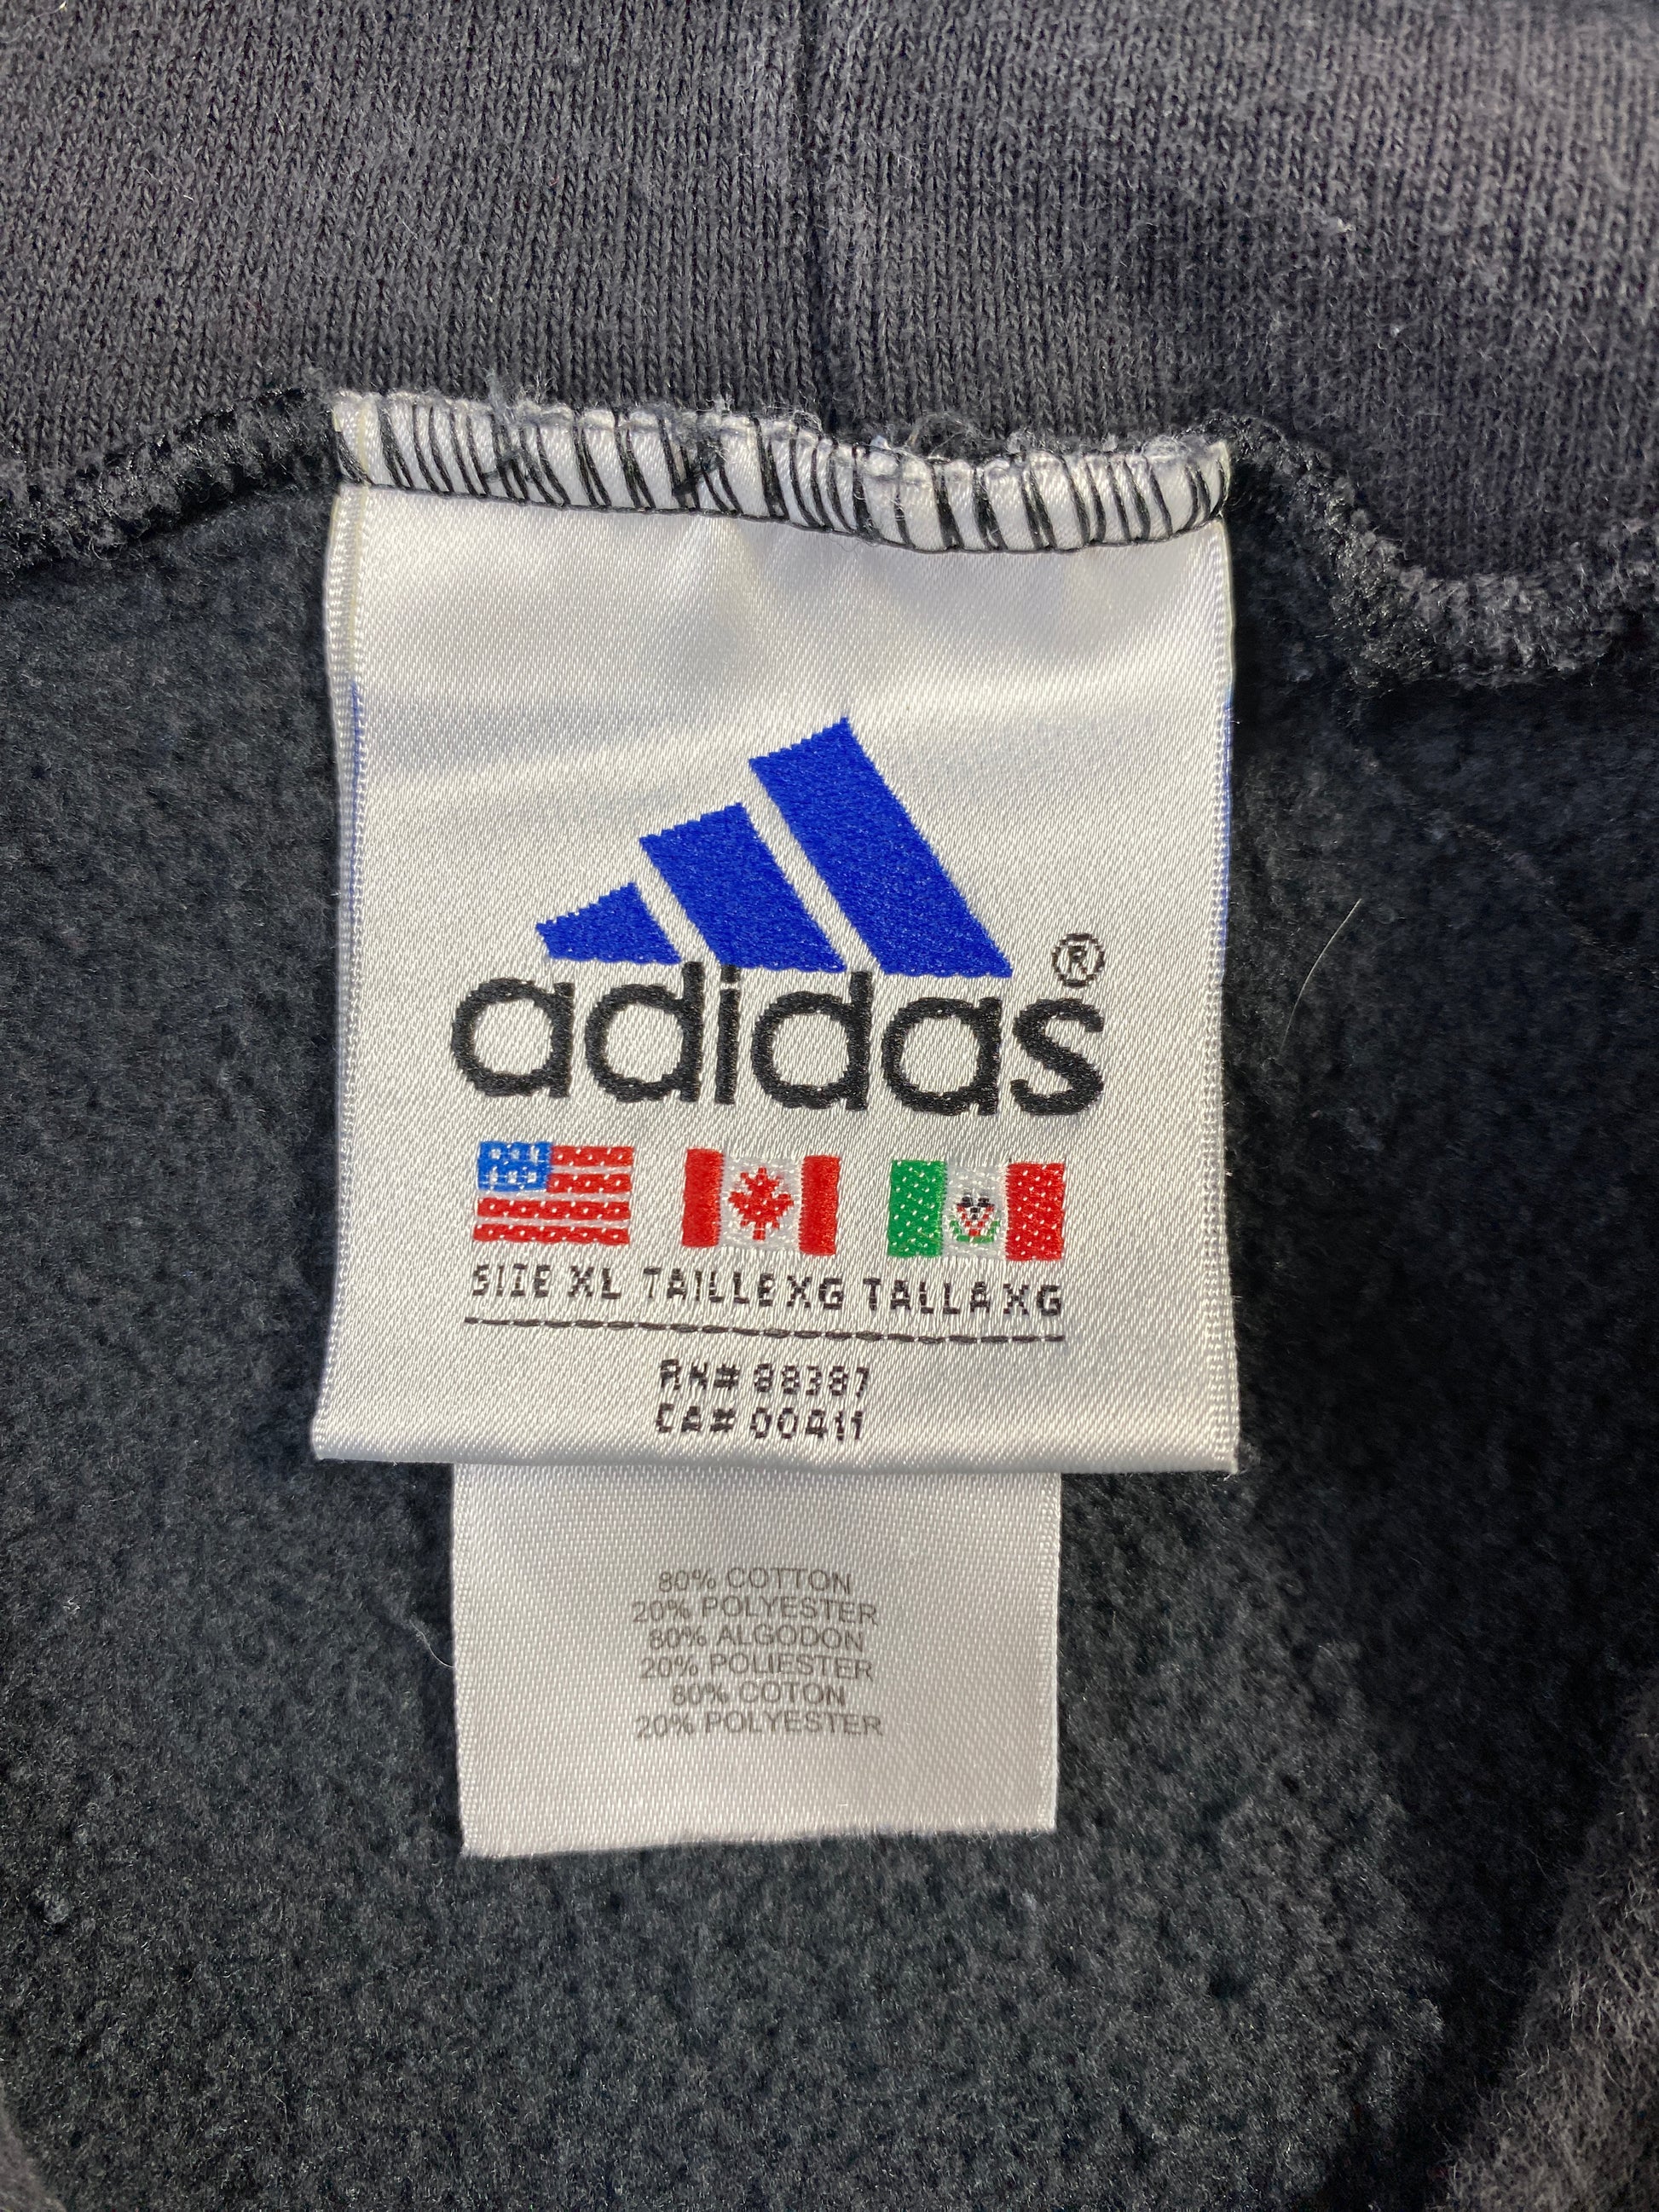 adidas®
SIZE XL TAILLE XG TALLA XG
RN# 88387
CA# 00411
80% COTTON
20% POLYESTER
80% ALGODON
20% POLIESTER
80% COTON
20% POLYESTER